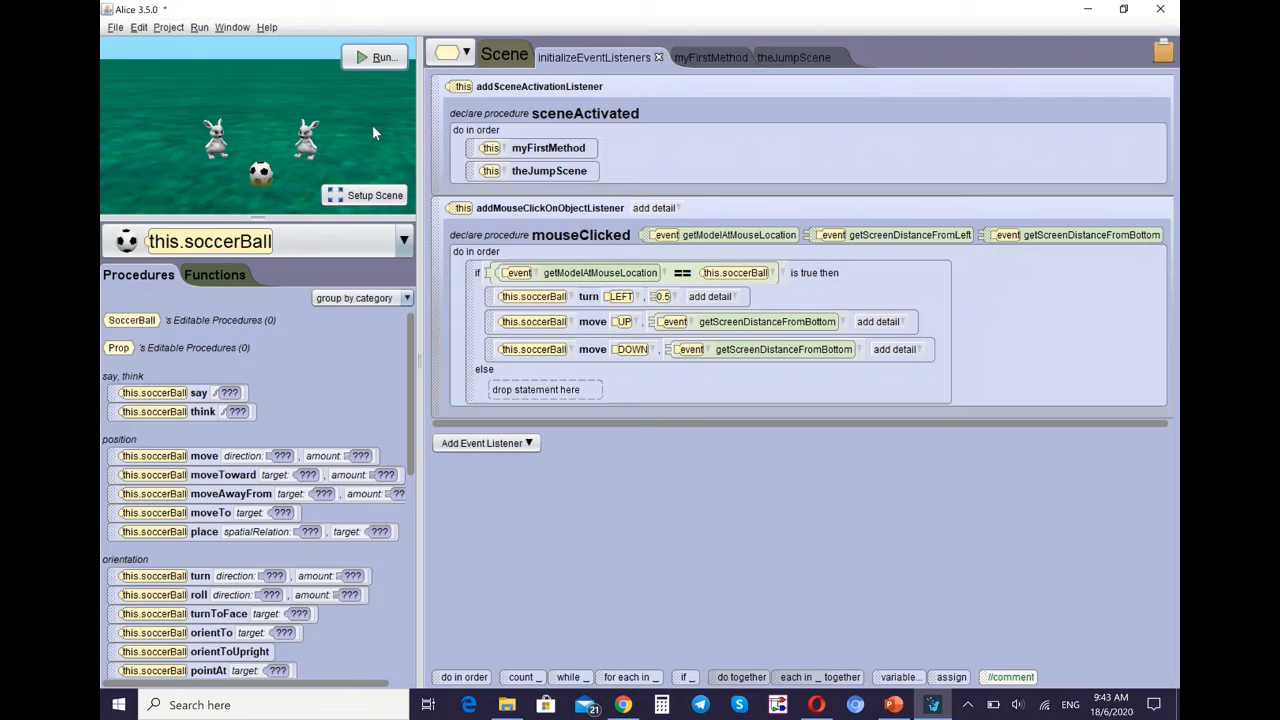 Alice 3.5.0 *
File Edit Project Run Window Help
Run...
Setup Scene
Scene initializeEventListeners myFirstMethod theJumpScene
this.soccerBall
Procedures Functions
group by category
SoccerBall 's Editable Procedures (0)
Prop 's Editable Procedures (0)
say, think
this.soccerBall say ???
this.soccerBall think ???
position
this.soccerBall move direction: ??? , amount: ???
this.soccerBall moveToward target: ??? , amount: ???
this.soccerBall moveAwayFrom target: ??? , amount: ??
this.soccerBall moveTo target: ???
this.soccerBall place spatialRelation: ??? , target: ???
orientation
this.soccerBall turn direction: ??? , amount: ???
this.soccerBall roll direction: ??? , amount: ???
this.soccerBall turnToFace target: ???
this.soccerBall orientTo target: ???
this.soccerBall orientToUpright
this.soccerBall pointAt target: ???
this addSceneActivationListener
declare procedure sceneActivated
do in order
this myFirstMethod
this theJumpScene
this addMouseClickOnObjectListener add detail
declare procedure mouseClicked event getModelAtMouseLocation event getScreenDistanceFromLeft event getScreenDistanceFromBottom
do in order
if event getModelAtMouseLocation == this.soccerBall is true then
this.soccerBall turn LEFT , 0.5 add detail
this.soccerBall move UP , event getScreenDistanceFromBottom add detail
this.soccerBall move DOWN , event getScreenDistanceFromBottom add detail
else
drop statement here
Add Event Listener
do in order count _ while _ for each in _ if _ do together each in _ together variable... assign //comment
Search here
21
9:43 AM
18/6/2020